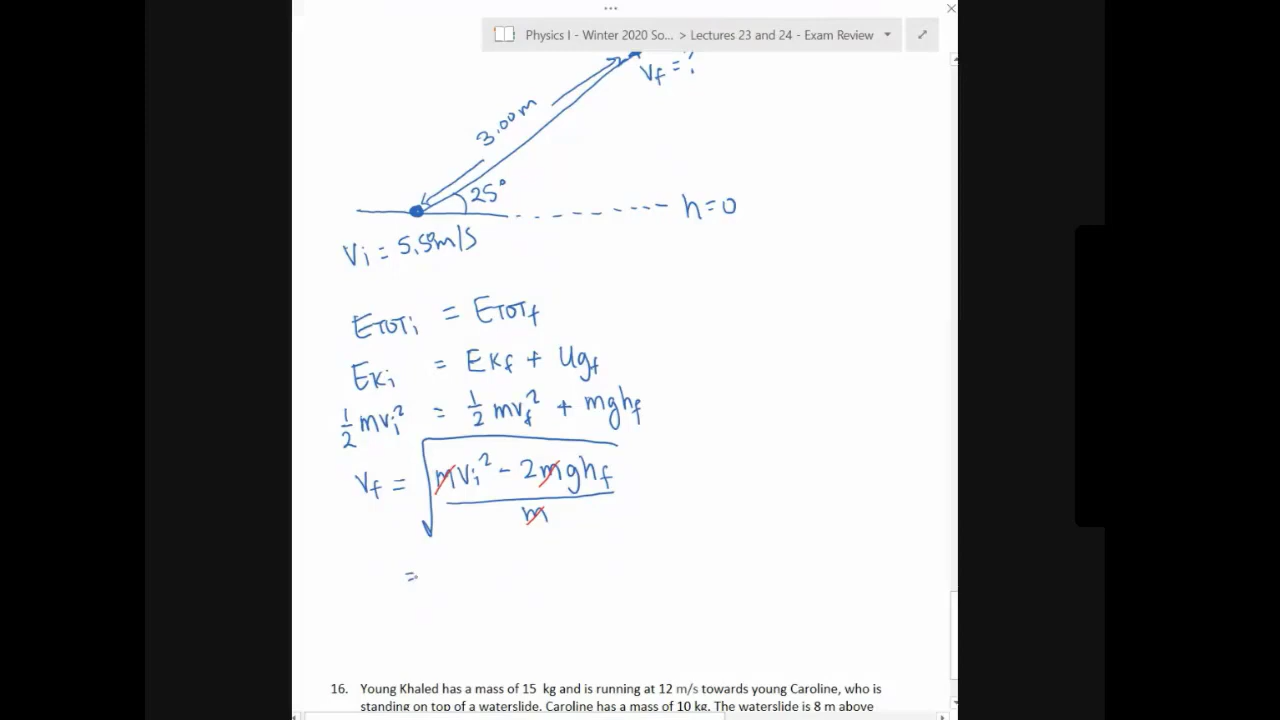 Physics I - Winter 2020 So... > Lectures 23 and 24 - Exam Review
vf = ?
3.00m
25°
h=0
vi = 5.50m/s
ETOTi = ETOTf
EKi = EKf + Ugf
1/2 mvi² = 1/2 mvf² + mghf
vf = √(mvi² - 2mghf / m)
=
16. Young Khaled has a mass of 15 kg and is running at 12 m/s towards young Caroline, who is
standing on top of a waterslide. Caroline has a mass of 10 kg. The waterslide is 8 m above